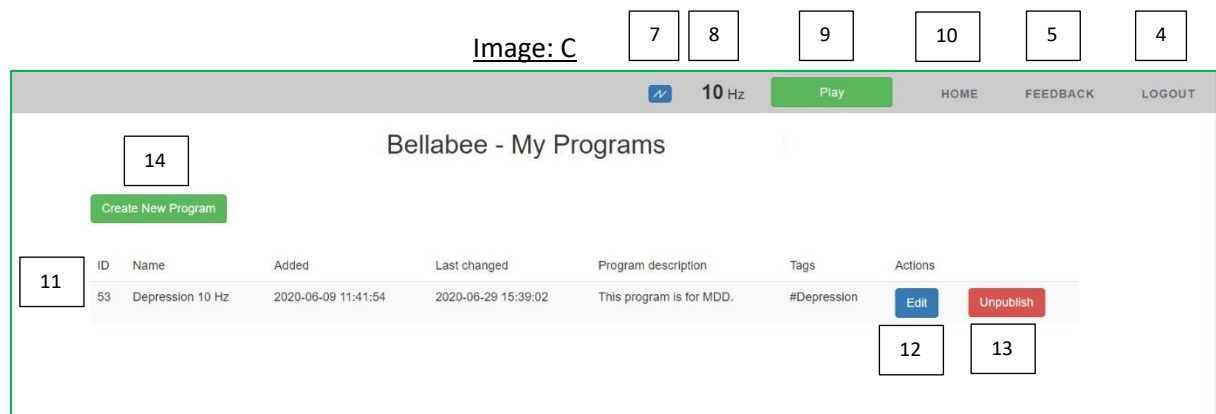 Image: C
7 8 9 10 5 4
10 Hz Play HOME FEEDBACK LOGOUT
Bellabee - My Programs
14
Create New Program
ID Name Added Last changed Program description Tags Actions
11
53 Depression 10 Hz 2020-06-09 11:41:54 2020-06-29 15:39:02 This program is for MDD. #Depression Edit Unpublish
12 13